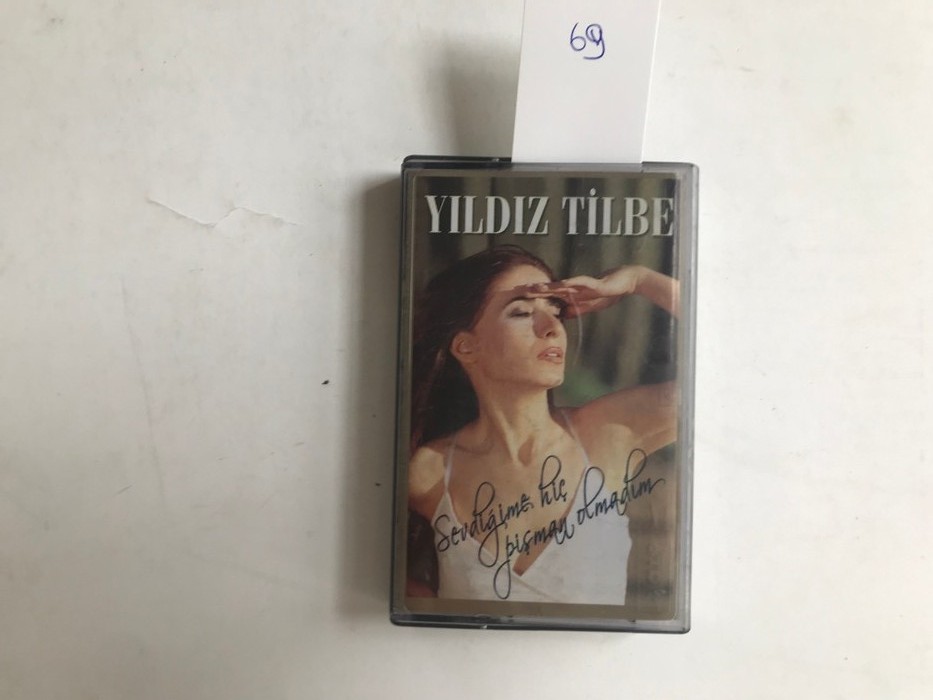 69
YILDIZ TİLBE
Sevdiğime hiç
pişman olmadım